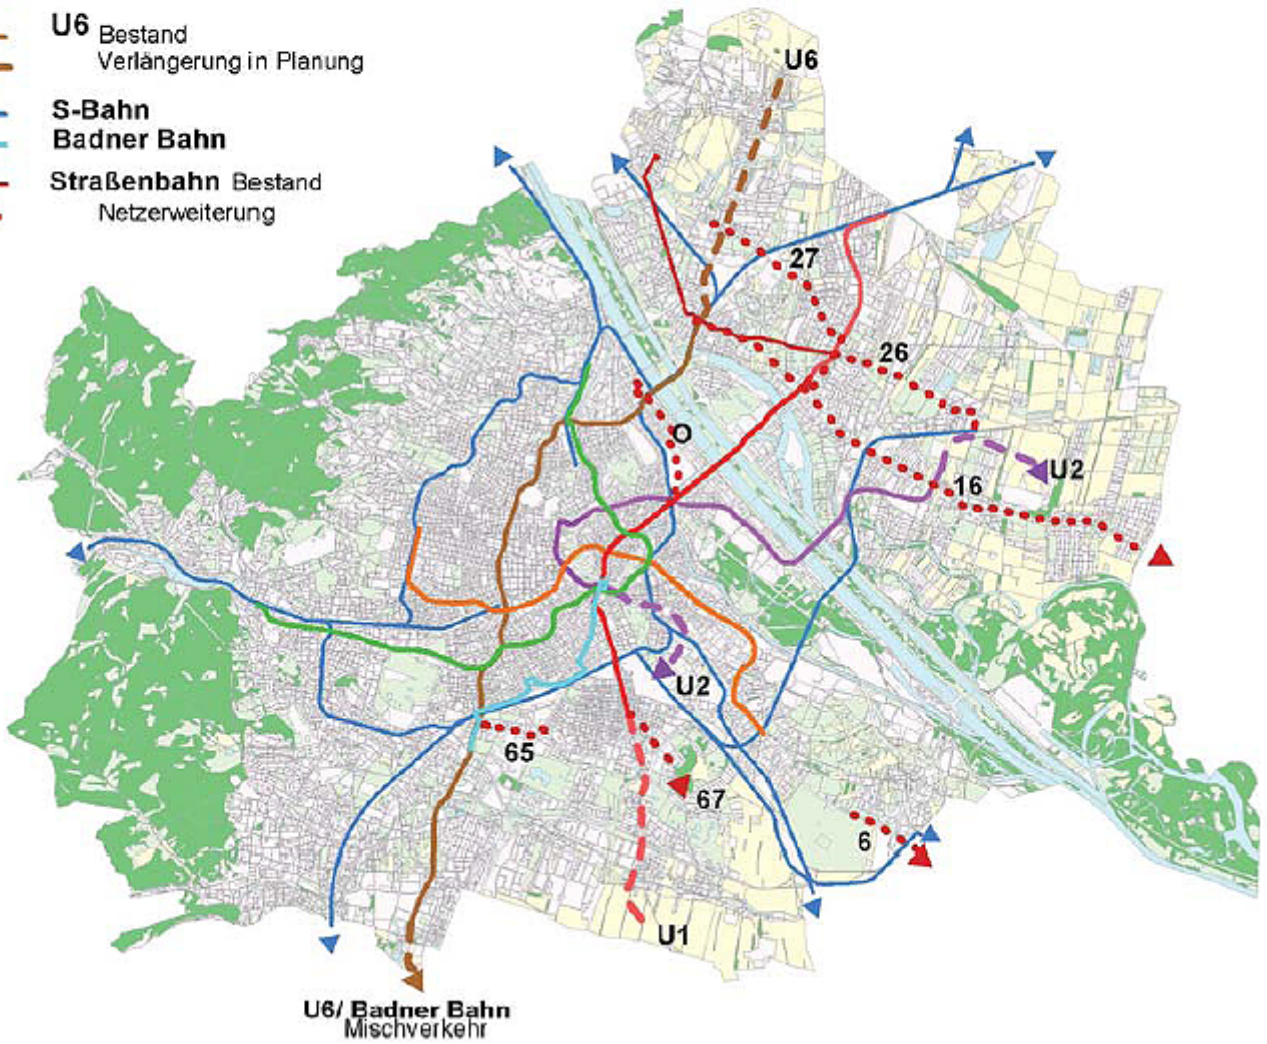 U6 Bestand
Verlängerung in Planung
S-Bahn
Badner Bahn
Straßenbahn Bestand
Netzerweiterung
U6
27
26
O
U2
16
U2
65
67
6
U1
U6/ Badner Bahn
Mischverkehr